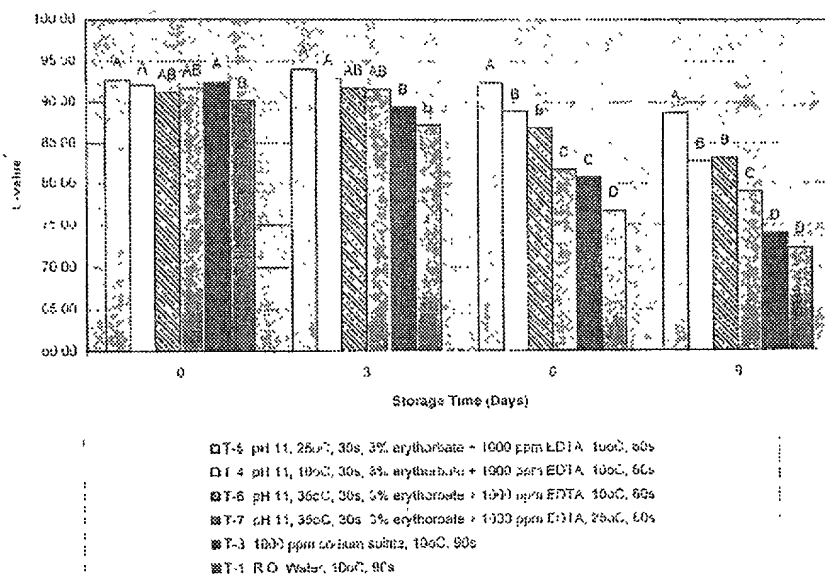 100.00
95.00
90.00
85.00
80.00
75.00
70.00
65.00
60.00
L-value
A A AB AB A B
A A AB AB B
A B B C C D
A B B C D D
0 3 6 9
Storage Time (Days)
T-5 pH 11, 25oC, 30s, 3% erythorbate + 1000 ppm EDTA, 10oC, 60s
T-4 pH 11, 10oC, 30s, 3% erythorbate + 1000 ppm EDTA, 10oC, 60s
T-6 pH 11, 35oC, 30s, 3% erythorbate + 1000 ppm EDTA, 10oC, 60s
T-7 pH 11, 35oC, 30s, 3% erythorbate + 1000 ppm EDTA, 25oC, 60s
T-3 1000 ppm sodium sulfite, 10oC, 90s
T-1 R.O. Water, 10oC, 90s